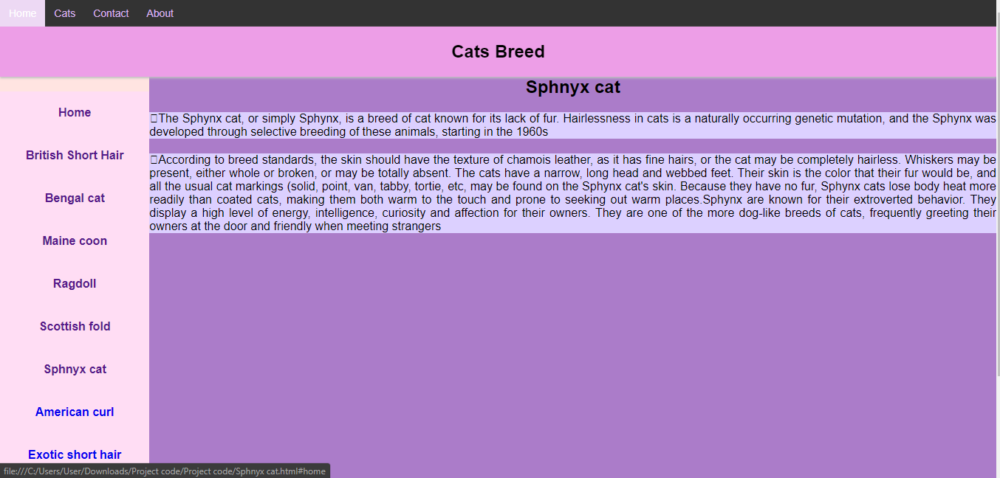 Home Cats Contact About
Cats Breed
Home
British Short Hair
Bengal cat
Maine coon
Ragdoll
Scottish fold
Sphnyx cat
American curl
Exotic short hair
Sphnyx cat
The Sphynx cat, or simply Sphynx, is a breed of cat known for its lack of fur. Hairlessness in cats is a naturally occurring genetic mutation, and the Sphynx was
developed through selective breeding of these animals, starting in the 1960s
According to breed standards, the skin should have the texture of chamois leather, as it has fine hairs, or the cat may be completely hairless. Whiskers may be
present, either whole or broken, or may be totally absent. The cats have a narrow, long head and webbed feet. Their skin is the color that their fur would be, and
all the usual cat markings (solid, point, van, tabby, tortie, etc, may be found on the Sphynx cat's skin. Because they have no fur, Sphynx cats lose body heat more
readily than coated cats, making them both warm to the touch and prone to seeking out warm places.Sphynx are known for their extroverted behavior. They
display a high level of energy, intelligence, curiosity and affection for their owners. They are one of the more dog-like breeds of cats, frequently greeting their
owners at the door and friendly when meeting strangers
file:///C:/Users/User/Downloads/Project code/Project code/Sphnyx cat.html#home